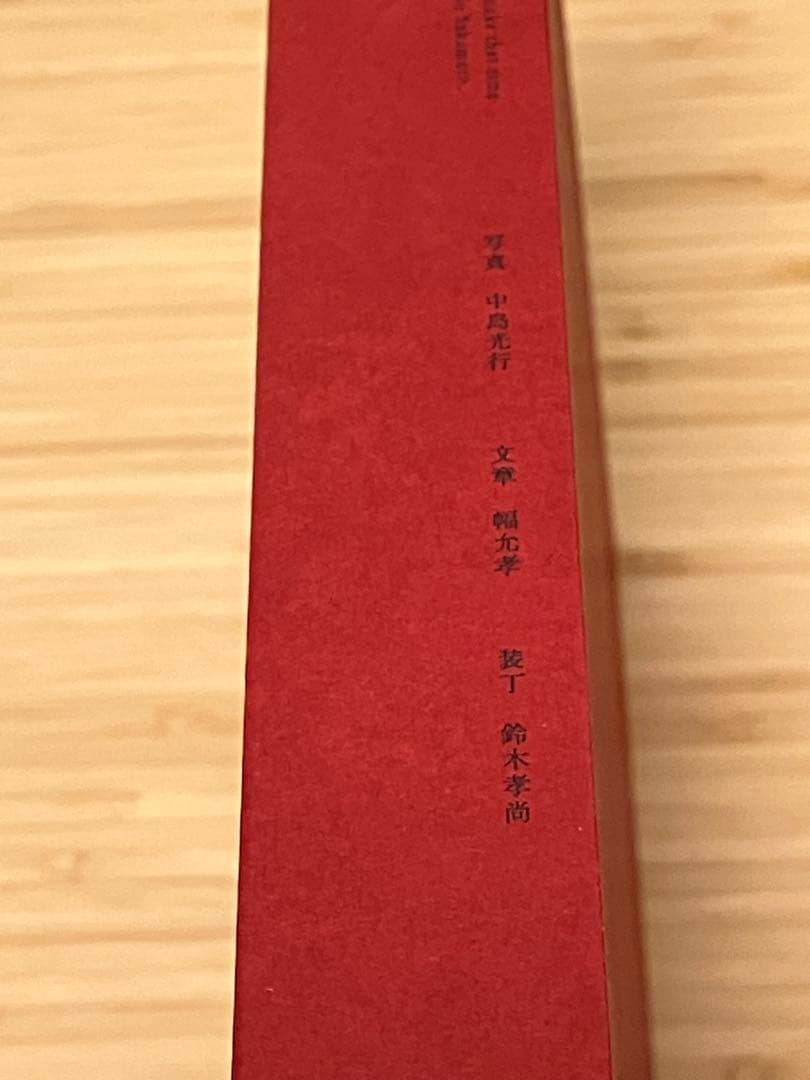 写真 中島光行
文章 幅允孝
装丁 鈴木孝尚